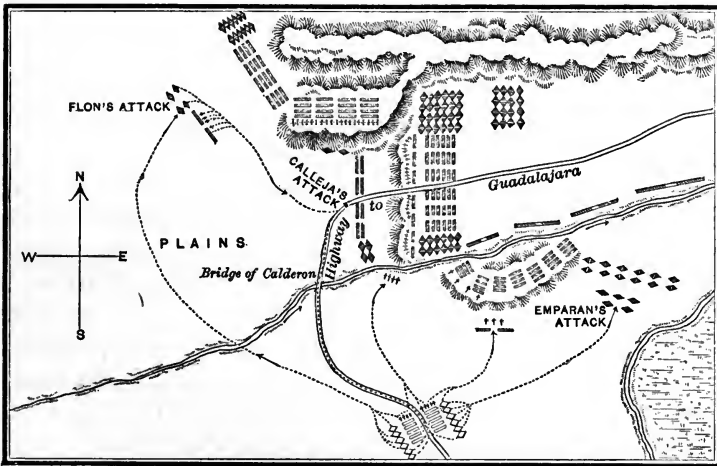 FLON'S ATTACK
CALLEJA'S
ATTACK
Highway to Guadalajara
N
W
E
S
PLAINS.
Bridge of Calderon
EMPARAN'S
ATTACK